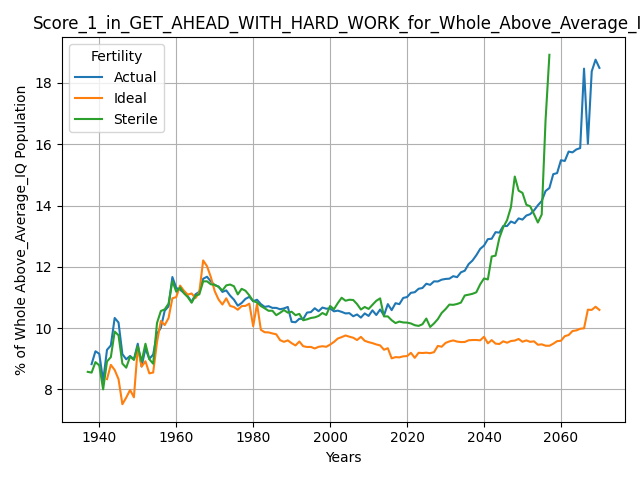 Score_1_in_GET_AHEAD_WITH_HARD_WORK_for_Whole_Above_Average_I
Fertility
Actual
Ideal
Sterile
% of Whole Above_Average_IQ Population
18
16
14
12
10
8
1940 1960 1980 2000 2020 2040 2060
Years